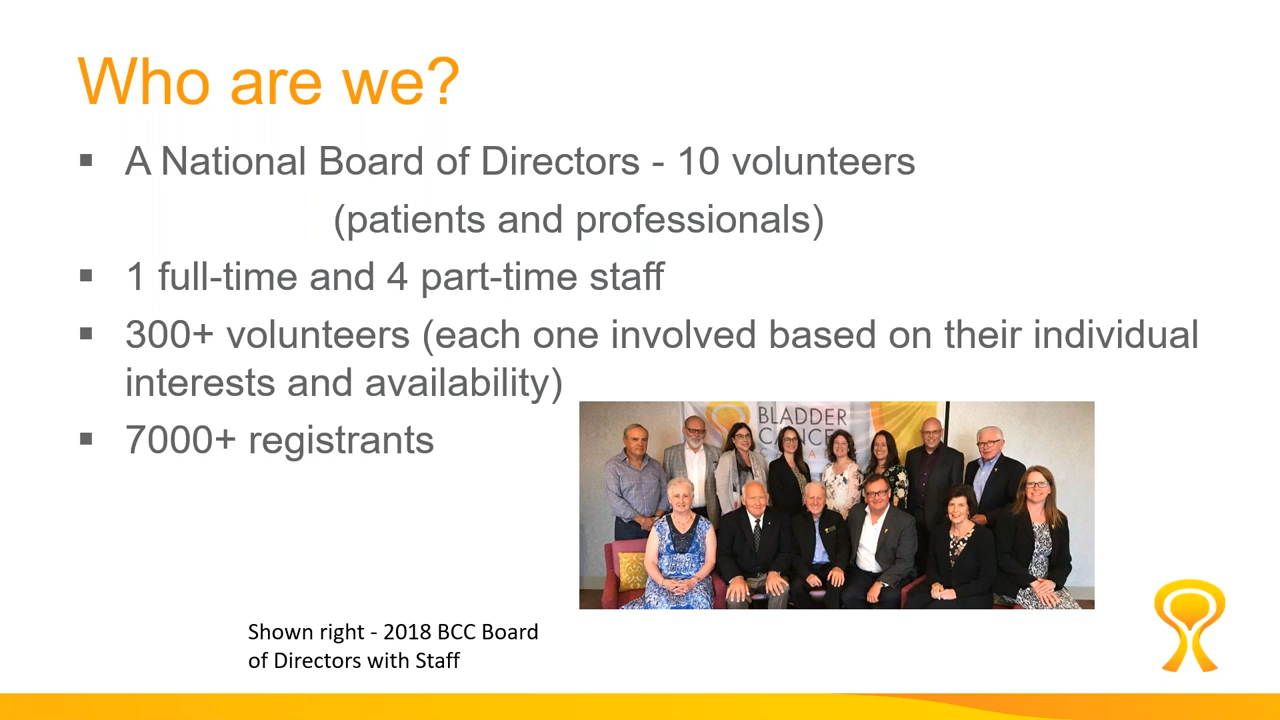 Who are we?
▪ A National Board of Directors - 10 volunteers
(patients and professionals)
▪ 1 full-time and 4 part-time staff
▪ 300+ volunteers (each one involved based on their individual
interests and availability)
▪ 7000+ registrants
BLADDER
CANCER
Shown right - 2018 BCC Board
of Directors with Staff